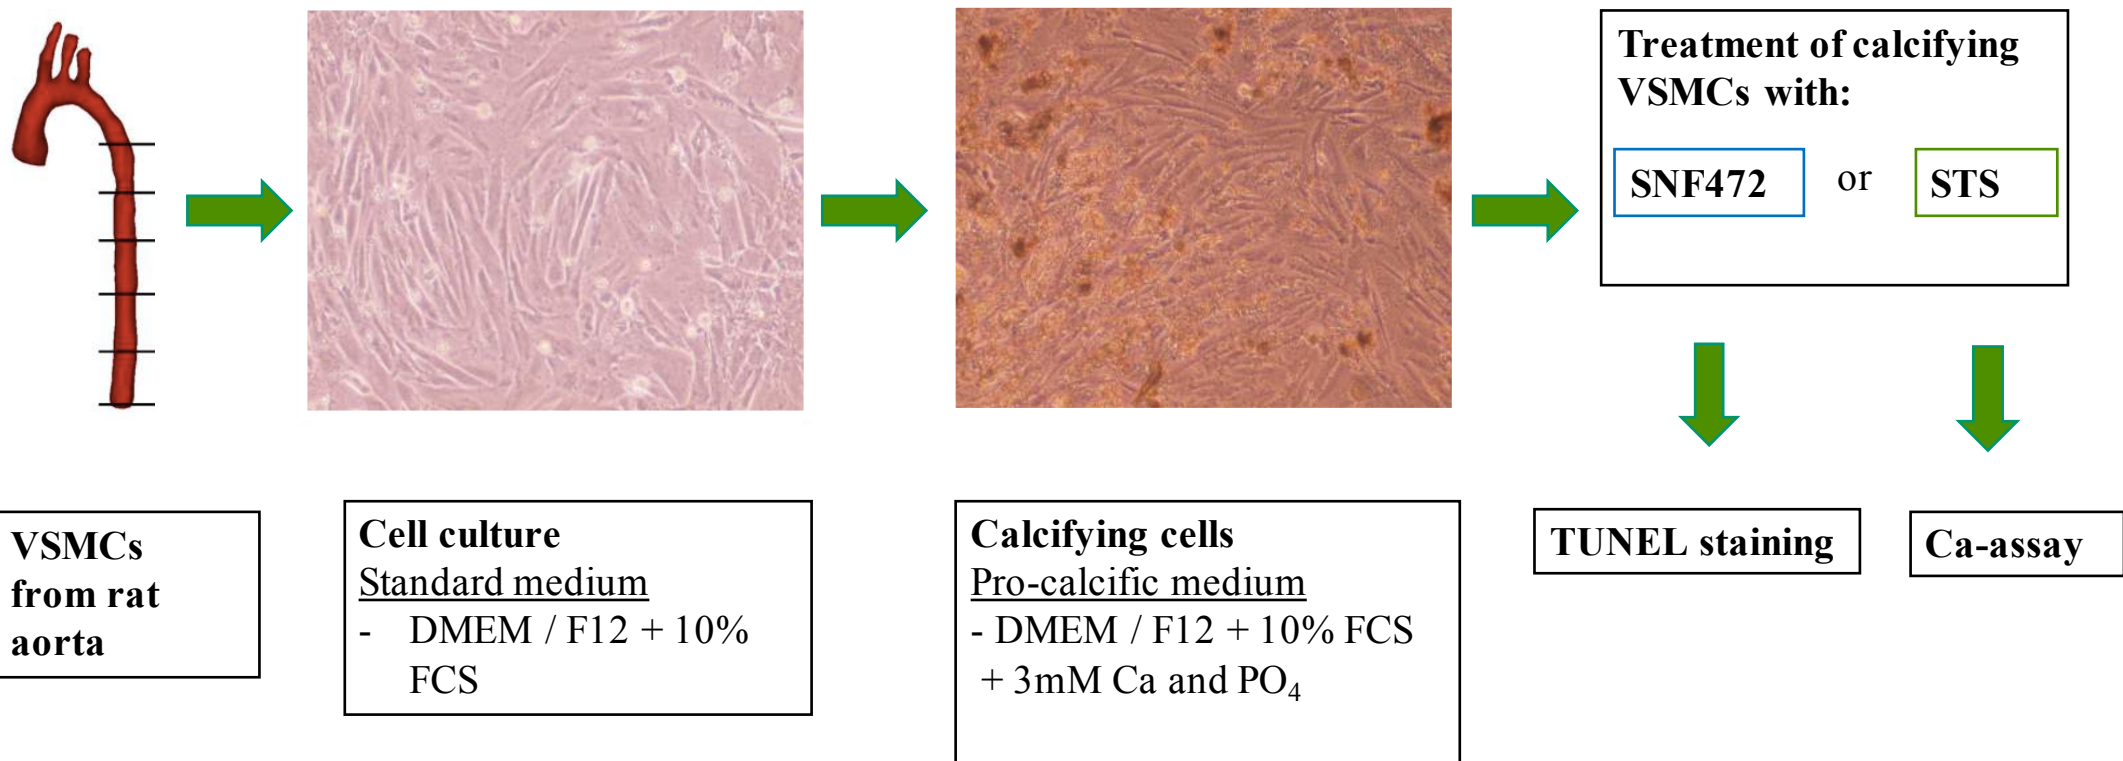 Treatment of calcifying
VSMCs with:
SNF472 or STS
VSMCs
from rat
aorta
Cell culture
Standard medium
- DMEM / F12 + 10%
FCS
Calcifying cells
Pro-calcific medium
- DMEM / F12 + 10% FCS
+ 3mM Ca and PO₄
TUNEL staining
Ca-assay